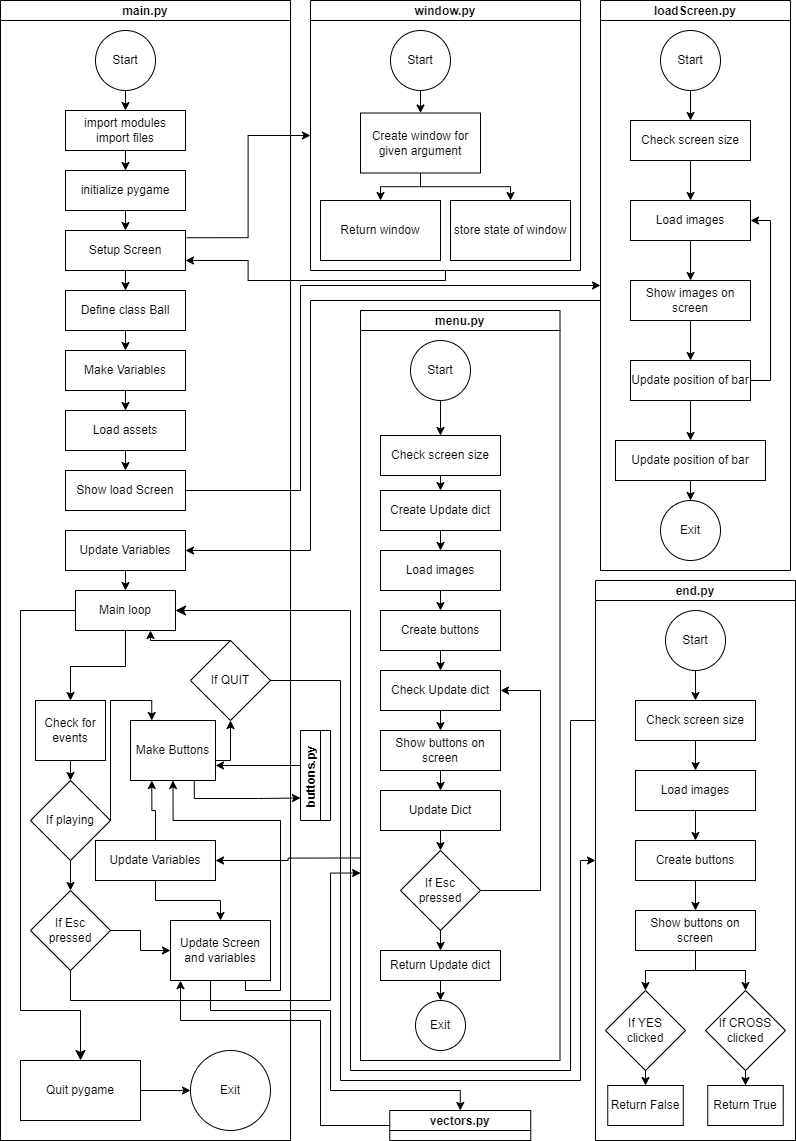 main.py
Start
import modules
import files
initialize pygame
Setup Screen
Define class Ball
Make Variables
Load assets
Show load Screen
Update Variables
Main loop
If QUIT
Check for
events
Make Buttons
If playing
Update Variables
If Esc
pressed
Update Screen
and variables
Quit pygame
Exit
buttons.py
window.py
Start
Create window for
given argument
Return window
store state of window
menu.py
Start
Check screen size
Create Update dict
Load images
Create buttons
Check Update dict
Show buttons on
screen
Update Dict
If Esc
pressed
Return Update dict
Exit
vectors.py
loadScreen.py
Start
Check screen size
Load images
Show images on
screen
Update position of bar
Update position of bar
Exit
end.py
Start
Check screen size
Load images
Create buttons
Show buttons on
screen
If YES
clicked
If CROSS
clicked
Return False
Return True